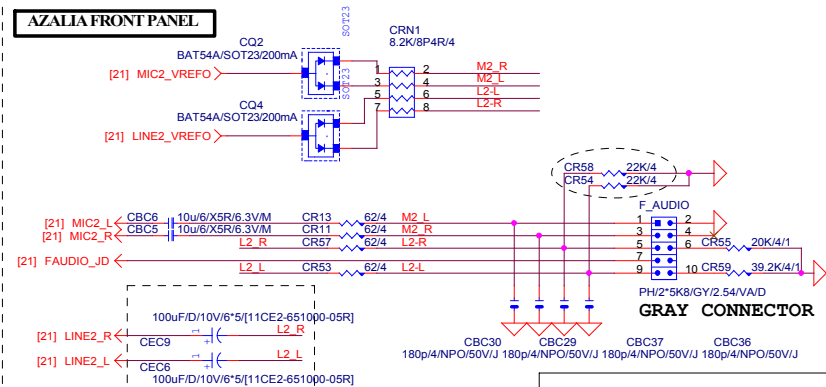 AZALIA FRONT PANEL
SOT23
CQ2
BAT54A/SOT23/200mA
CRN1
8.2K/8P4R/4
[21] MIC2_VREFO
1 2 M2_R
3 4 M2_L
5 6 L2-L
7 8 L2-R
SOT23
CQ4
BAT54A/SOT23/200mA
[21] LINE2_VREFO
CR58 22K/4
CR54 22K/4
F_AUDIO
[21] MIC2_L CBC6 10u/6/X5R/6.3V/M CR13 62/4 M2_L 1 2
[21] MIC2_R CBC5 10u/6/X5R/6.3V/M CR11 62/4 M2_R 3 4
L2_R CR57 62/4 L2-R 5 6 CR55 20K/4/1
[21] FAUDIO_JD 7
L2_L CR53 62/4 L2-L 9 10 CR59 39.2K/4/1
PH/2*5K8/GY/2.54/VA/D
GRAY CONNECTOR
100uF/D/10V/6*5/[11CE2-651000-05R]
[21] LINE2_R 1 + L2_R
CEC9
[21] LINE2_L 1 + L2_L
CEC6
100uF/D/10V/6*5/[11CE2-651000-05R]
CBC30 CBC29 CBC37 CBC36
180p/4/NPO/50V/J 180p/4/NPO/50V/J 180p/4/NPO/50V/J 180p/4/NPO/50V/J